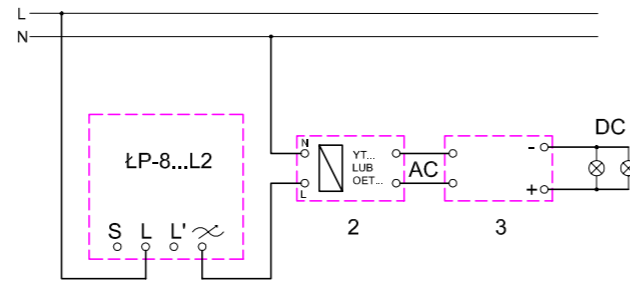 L
N
ŁP-8...L2
S L L'
N
L
YT...
LUB
OET...
AC
- DC
+
2
3